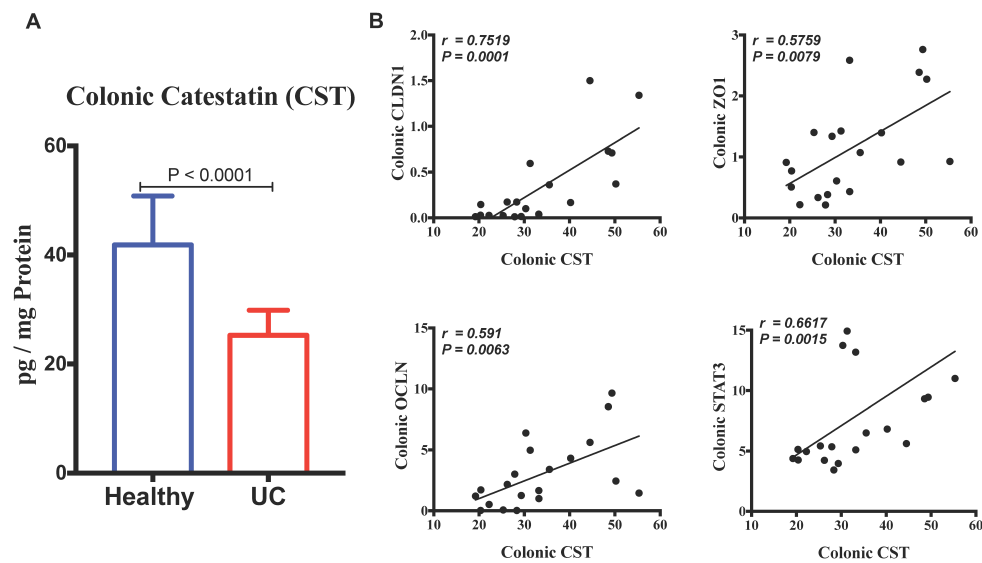 A
Colonic Catestatin (CST)
pg / mg Protein
60
40
20
0
P < 0.0001
Healthy
UC
B
r = 0.7519
P = 0.0001
Colonic CLDN1
2.0
1.5
1.0
0.5
0.0
10 20 30 40 50 60
Colonic CST
r = 0.5759
P = 0.0079
Colonic ZO1
3
2
1
0
10 20 30 40 50 60
Colonic CST
r = 0.591
P = 0.0063
Colonic OCLN
15
10
5
0
10 20 30 40 50 60
Colonic CST
r = 0.6617
P = 0.0015
Colonic STAT3
15
10
5
0
10 20 30 40 50 60
Colonic CST